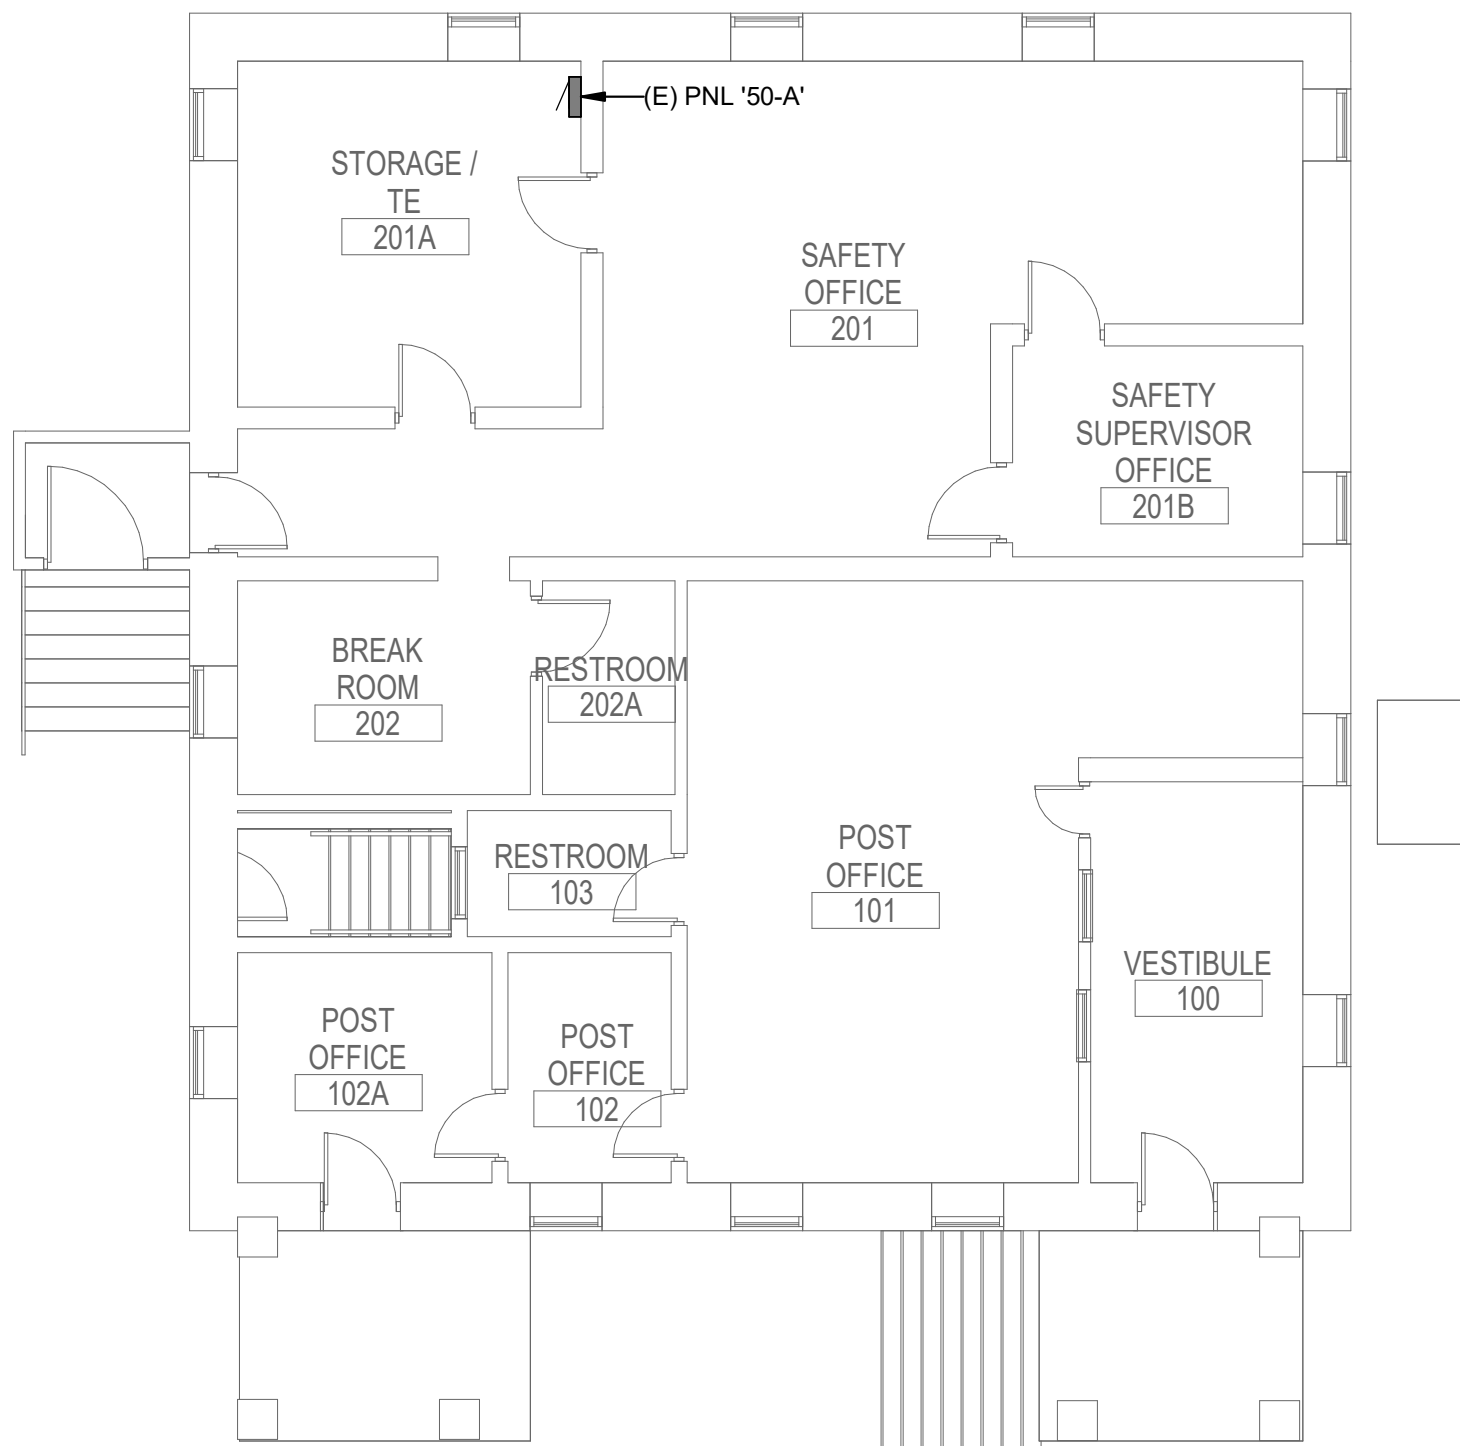 (E) PNL '50-A'
STORAGE /
TE
201A
SAFETY
OFFICE
201
SAFETY
SUPERVISOR
OFFICE
201B
BREAK
ROOM
202
RESTROOM
202A
RESTROOM
103
POST
OFFICE
101
VESTIBULE
100
POST
OFFICE
102A
POST
OFFICE
102